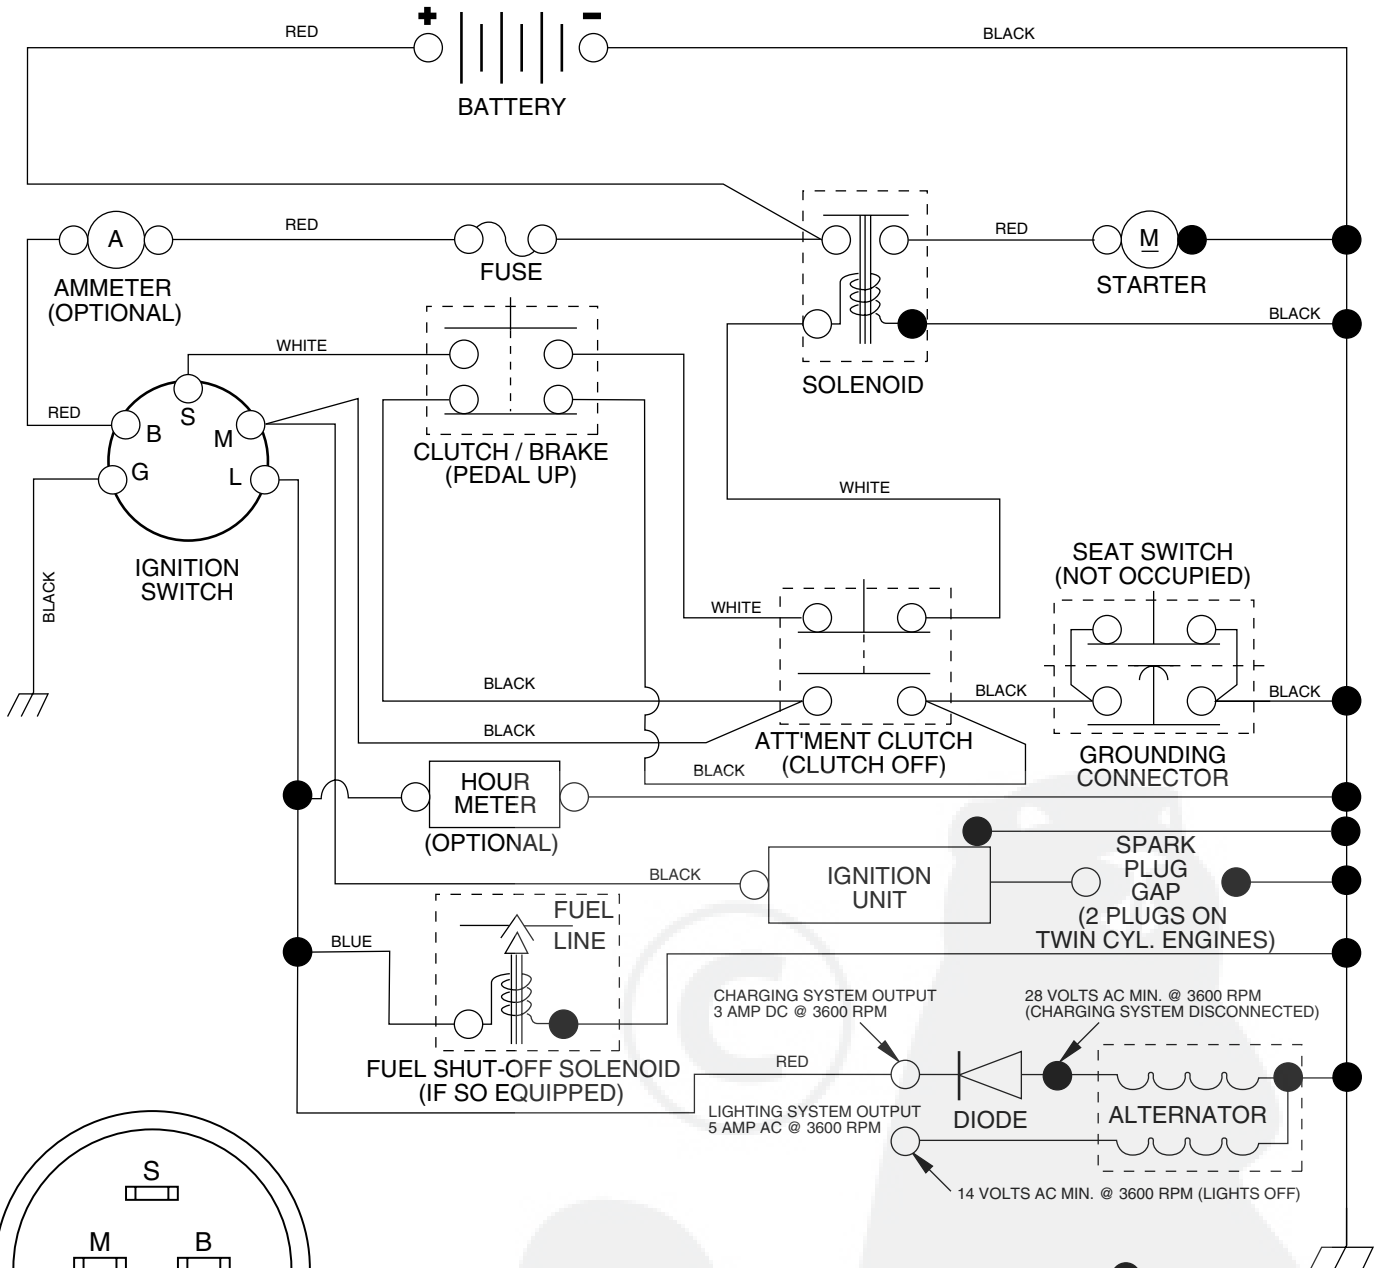 RED
+
−
BLACK
BATTERY
A
RED
FUSE
RED
M
AMMETER
(OPTIONAL)
STARTER
BLACK
WHITE
SOLENOID
RED
S
B
M
G
L
CLUTCH / BRAKE
(PEDAL UP)
WHITE
IGNITION
SWITCH
BLACK
SEAT SWITCH
(NOT OCCUPIED)
WHITE
BLACK
BLACK
BLACK
BLACK
ATT'MENT CLUTCH
(CLUTCH OFF)
GROUNDING
CONNECTOR
BLACK
HOUR
METER
(OPTIONAL)
SPARK
PLUG
GAP
(2 PLUGS ON
TWIN CYL. ENGINES)
BLACK
IGNITION
UNIT
FUEL
LINE
BLUE
©
CHARGING SYSTEM OUTPUT
3 AMP DC @ 3600 RPM
28 VOLTS AC MIN. @ 3600 RPM
(CHARGING SYSTEM DISCONNECTED)
FUEL SHUT-OFF SOLENOID
(IF SO EQUIPPED)
RED
LIGHTING SYSTEM OUTPUT
5 AMP AC @ 3600 RPM
DIODE
ALTERNATOR
14 VOLTS AC MIN. @ 3600 RPM (LIGHTS OFF)
S
M
B